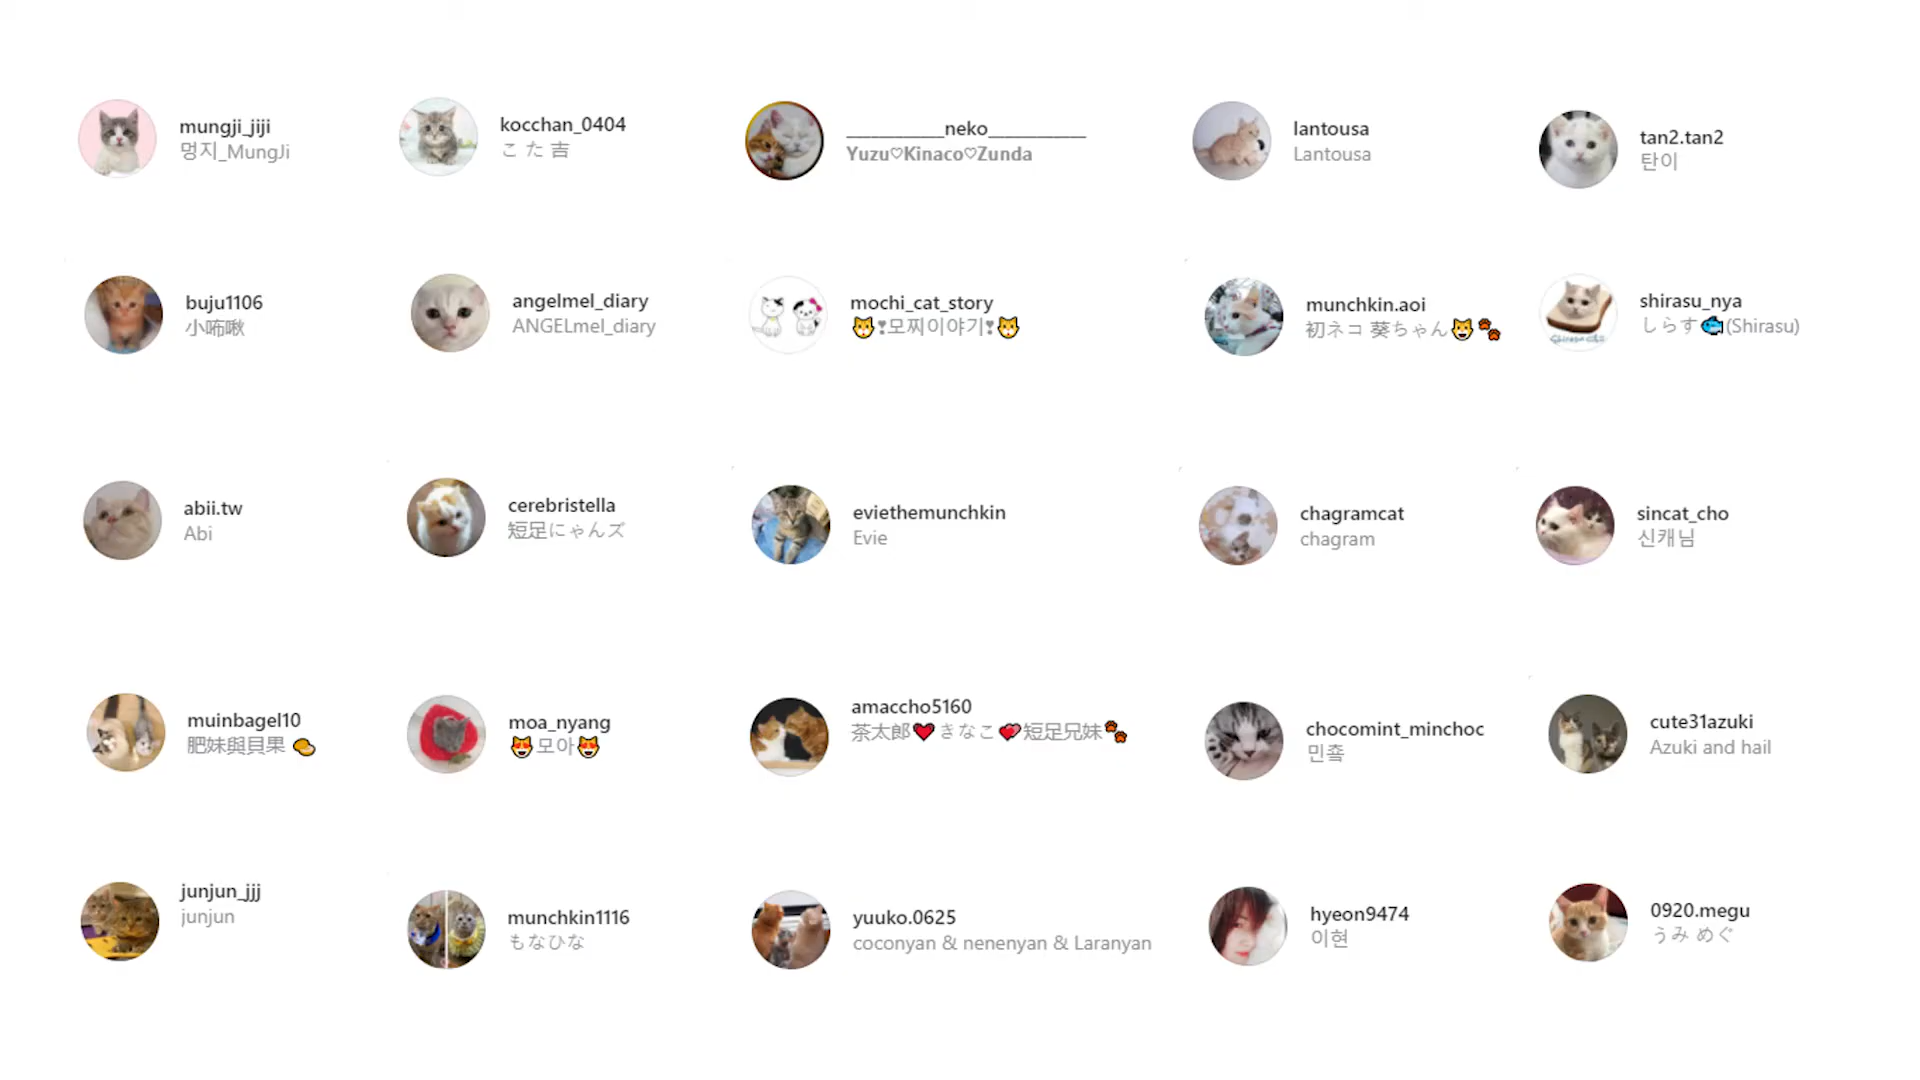 mungji_jiji
멍지_MungJi
kocchan_0404
こ た 吉
____________neko____________
Yuzu♡Kinaco♡Zunda
lantousa
Lantousa
tan2.tan2
탄이
buju1106
小咘啾
angelmel_diary
ANGELmel_diary
mochi_cat_story
🐱❣모찌이야기❣🐱
munchkin.aoi
初ネコ 葵ちゃん😺🐾
shirasu_nya
しらす🐟(Shirasu)
abii.tw
Abi
cerebristella
短足にゃんズ
eviethemunchkin
Evie
chagramcat
chagram
sincat_cho
신캐님
muinbagel10
肥妹與貝果 🥔
moa_nyang
😻모아😻
amaccho5160
茶太郎❤️きなこ💕短足兄妹🐾
chocomint_minchoc
민쵹
cute31azuki
Azuki and hail
junjun_jjj
junjun
munchkin1116
もなひな
yuuko.0625
coconyan & nenenyan & Laranyan
hyeon9474
이현
0920.megu
うみ めぐ